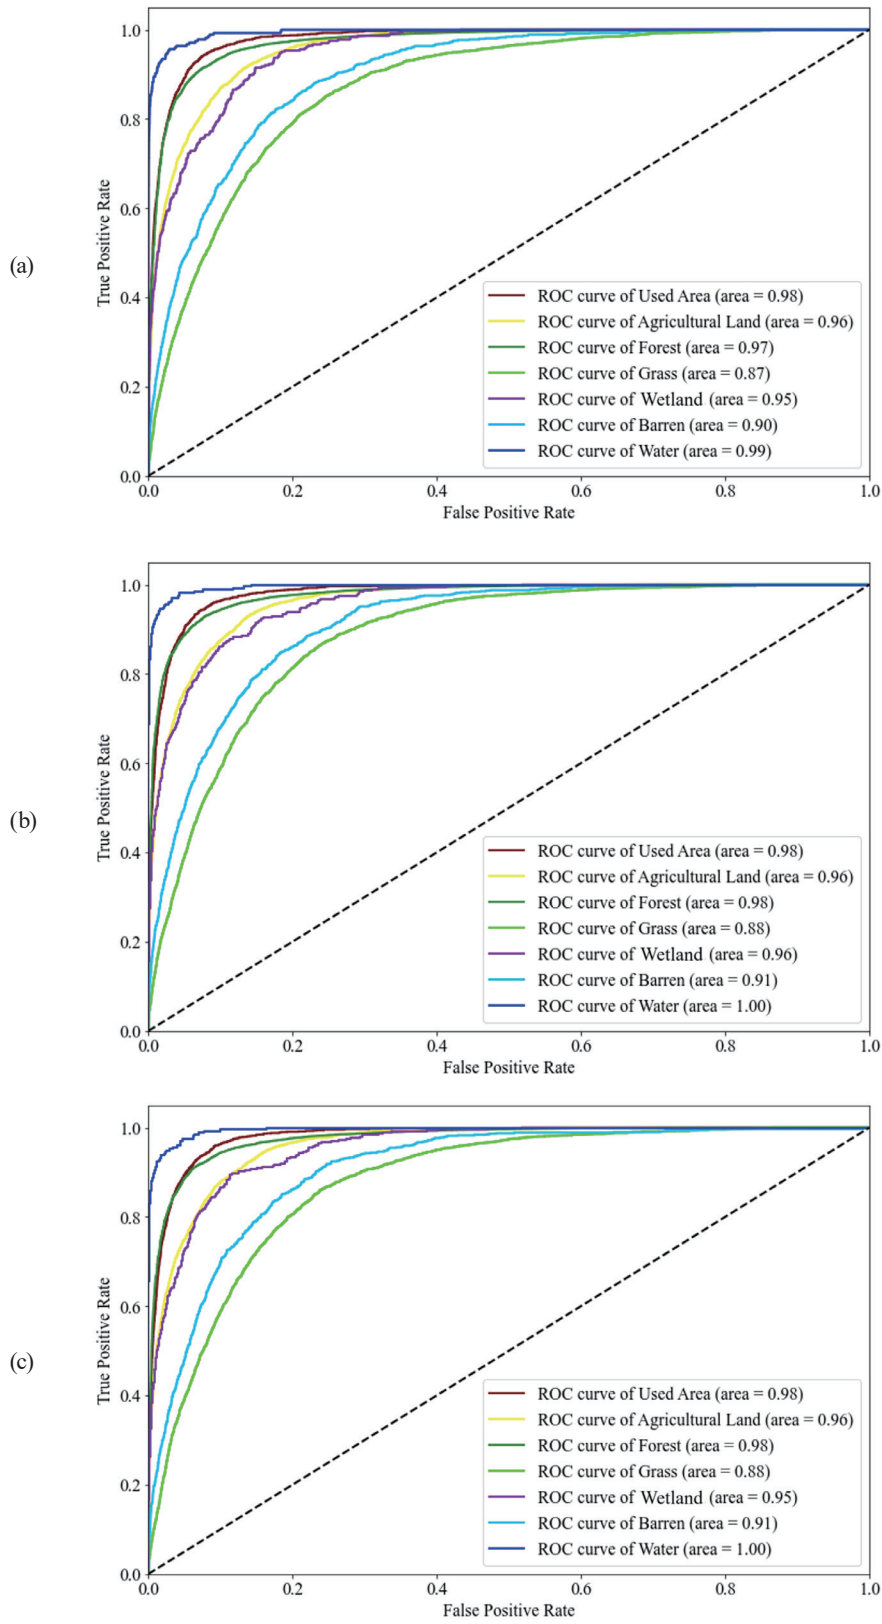 (a)
True Positive Rate
1.0
0.8
0.6
0.4
0.2
0.0
ROC curve of Used Area (area = 0.98)
ROC curve of Agricultural Land (area = 0.96)
ROC curve of Forest (area = 0.97)
ROC curve of Grass (area = 0.87)
ROC curve of Wetland (area = 0.95)
ROC curve of Barren (area = 0.90)
ROC curve of Water (area = 0.99)
0.0 0.2 0.4 0.6 0.8 1.0
False Positive Rate
(b)
True Positive Rate
1.0
0.8
0.6
0.4
0.2
0.0
ROC curve of Used Area (area = 0.98)
ROC curve of Agricultural Land (area = 0.96)
ROC curve of Forest (area = 0.98)
ROC curve of Grass (area = 0.88)
ROC curve of Wetland (area = 0.96)
ROC curve of Barren (area = 0.91)
ROC curve of Water (area = 1.00)
0.0 0.2 0.4 0.6 0.8 1.0
False Positive Rate
(c)
True Positive Rate
1.0
0.8
0.6
0.4
0.2
0.0
ROC curve of Used Area (area = 0.98)
ROC curve of Agricultural Land (area = 0.96)
ROC curve of Forest (area = 0.98)
ROC curve of Grass (area = 0.88)
ROC curve of Wetland (area = 0.95)
ROC curve of Barren (area = 0.91)
ROC curve of Water (area = 1.00)
0.0 0.2 0.4 0.6 0.8 1.0
False Positive Rate